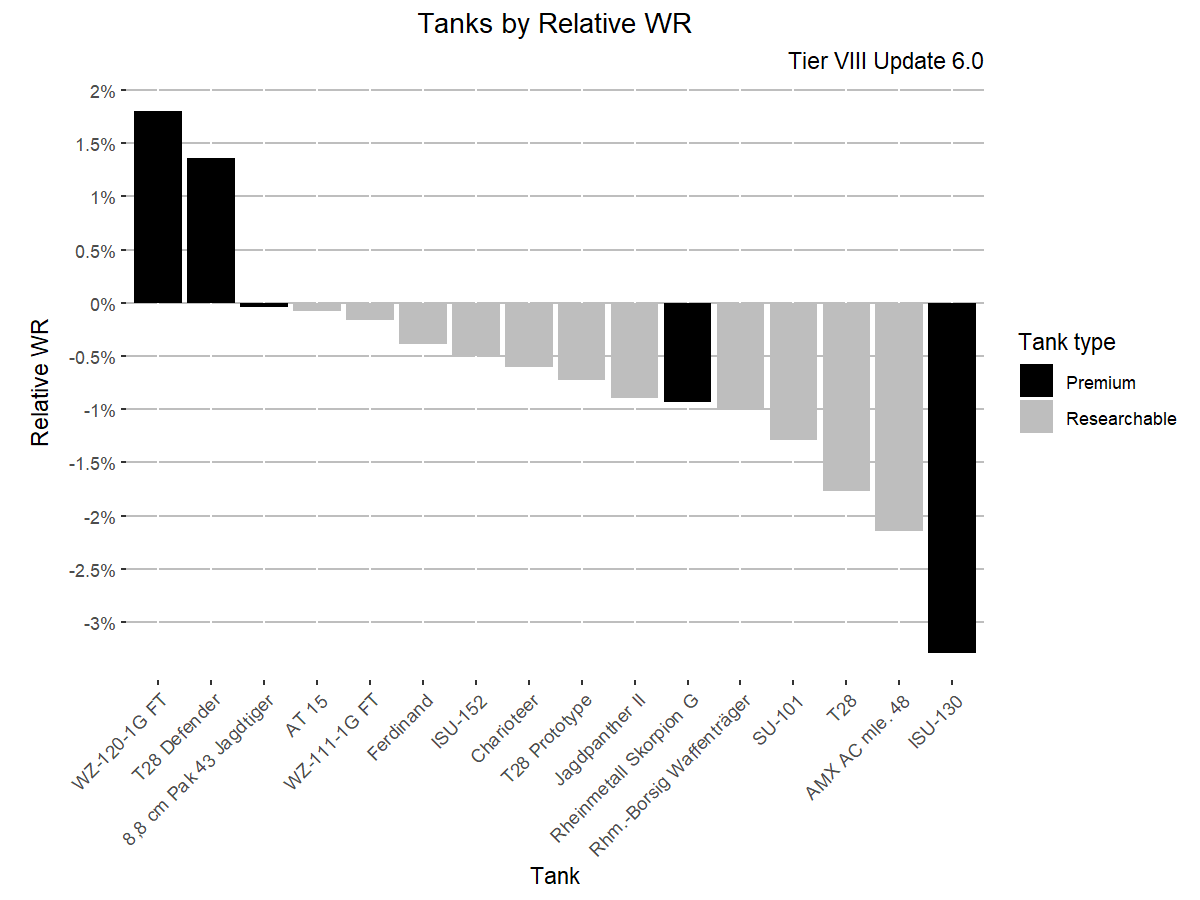 Tanks by Relative WR
Tier VIII Update 6.0
2%
1.5%
1%
0.5%
0%
-0.5%
-1%
-1.5%
-2%
-2.5%
-3%
Relative WR
WZ-120-1G FT
T28 Defender
8,8 cm Pak 43 Jagdtiger
AT 15
WZ-111-1G FT
Ferdinand
ISU-152
Charioteer
T28 Prototype
Jagdpanther II
Rheinmetall Skorpion G
Rhm.-Borsig Waffenträger
SU-101
T28
AMX AC mle. 48
ISU-130
Tank
Tank type
Premium
Researchable